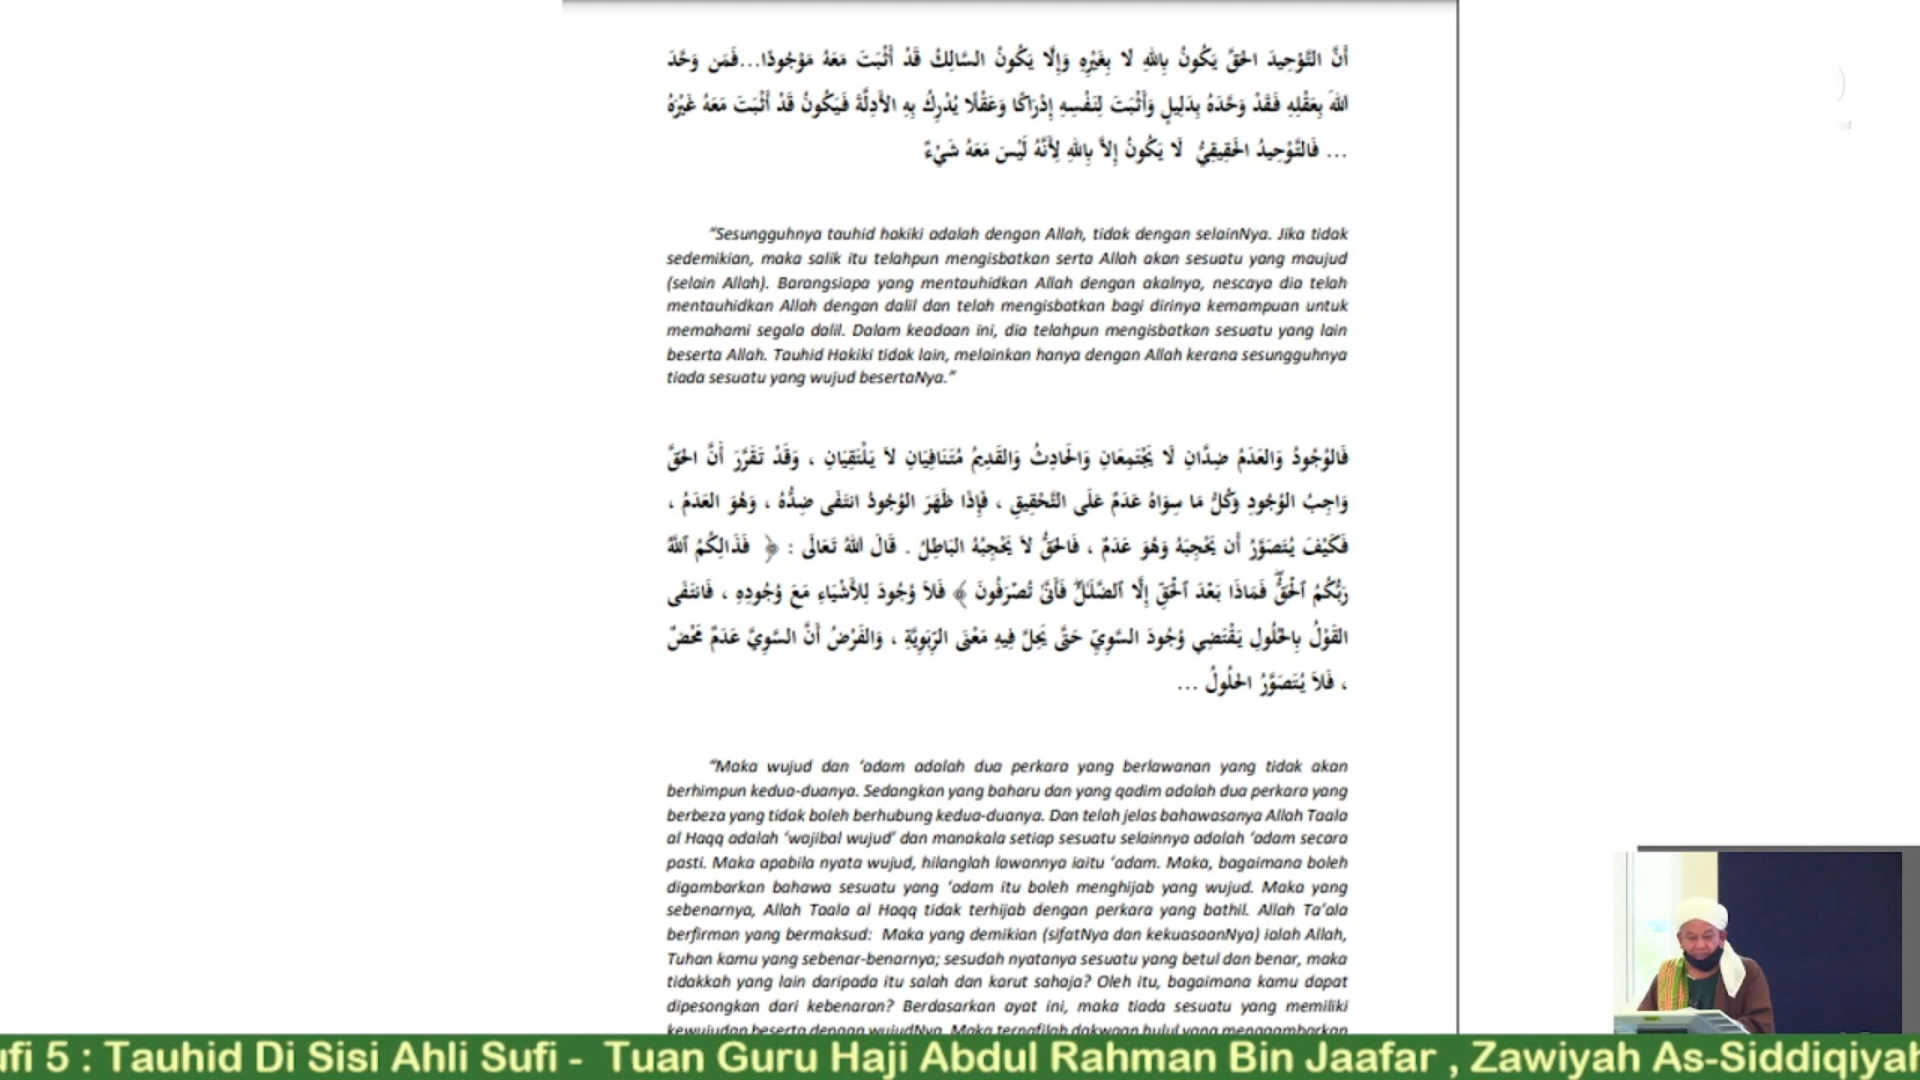 أَنَّ التَّوْحِيدَ الحَقَّ يَكُونُ بِاللهِ لا بِغَيْرِهِ وَإِلَّا يَكُونُ السَّالِكُ قَدْ أَثْبَتَ مَعَهُ مَوْجُودًا...فَمَن وَحَّدَ
اللهَ بِعَقْلِهِ فَقَدْ وَحَّدَهُ بِدَلِيلٍ وَأَثْبَتَ لِنَفْسِهِ إِدْرَاكًا وَعَقْلًا يُدْرِكُ بِهِ الأَدِلَّةَ فَيَكُونُ قَدْ أَثْبَتَ مَعَهُ غَيْرَهُ
... فَالتَّوْحِيدُ الحَقِيقِيُّ لَا يَكُونُ إِلاَّ بِاللهِ لِأَنَّهُ لَيْسَ مَعَهُ شَيْءٌ
"Sesungguhnya tauhid hakiki adalah dengan Allah, tidak dengan selainNya. Jika tidak
sedemikian, maka salik itu telahpun mengisbatkan serta Allah akan sesuatu yang maujud
(selain Allah). Barangsiapa yang mentauhidkan Allah dengan akalnya, nescaya dia telah
mentauhidkan Allah dengan dalil dan telah mengisbatkan bagi dirinya kemampuan untuk
memahami segala dalil. Dalam keadaan ini, dia telahpun mengisbatkan sesuatu yang lain
beserta Allah. Tauhid Hakiki tidak lain, melainkan hanya dengan Allah kerana sesungguhnya
tiada sesuatu yang wujud besertaNya."
فَالوُجُودُ وَالعَدَمُ ضِدَّانِ لَا يَجْتَمِعَانِ وَالحَادِثُ وَالقَدِيمُ مُتَنَافِيَانِ لاَ يَلْتَقِيَانِ ، وَقَدْ تَقَرَّرَ أَنَّ الحَقَّ
وَاجِبُ الوُجُودِ وَكُلُّ مَا سِوَاهُ عَدَمٌ عَلَى التَّحْقِيقِ ، فَإِذَا ظَهَرَ الوُجُودُ انتَفَى ضِدُّهُ ، وَهُوَ العَدَمُ ،
فَكَيْفَ يُتَصَوَّرُ أَن يَحْجِبَهُ وَهُوَ عَدَمٌ ، فَالحَقُّ لاَ يَحْجِبُهُ البَاطِلُ . قَالَ اللهُ تَعَالَى : ﴿ فَذَالِكُمُ ٱللَّهُ
رَبُّكُمُ ٱلْحَقُّ ۖ فَمَاذَا بَعْدَ ٱلْحَقِّ إِلَّا ٱلضَّلَـٰلُ ۖ فَأَنَّىٰ تُصْرَفُونَ ﴾ فَلاَ وُجُودَ لِلأَشْيَاءِ مَعَ وُجُودِهِ ، فَانتَفَى
القَوْلُ بِالحُلُولِ يَقْتَضِي وُجُودَ السَّوِيِّ حَتَّى يَحِلَّ فِيهِ مَعْنَى الرَّبَوِيَّةِ ، وَالفَرْضُ أَنَّ السَّوِيَّ عَدَمٌ مَحْضٌ
، فَلاَ يُتَصَوَّرُ الحُلُولُ ...
"Maka wujud dan 'adam adalah dua perkara yang berlawanan yang tidak akan
berhimpun kedua-duanya. Sedangkan yang baharu dan yang qadim adalah dua perkara yang
berbeza yang tidak boleh berhubung kedua-duanya. Dan telah jelas bahawasanya Allah Taala
al Haqq adalah 'wajibal wujud' dan manakala setiap sesuatu selainnya adalah 'adam secara
pasti. Maka apabila nyata wujud, hilanglah lawannya iaitu 'adam. Maka, bagaimana boleh
digambarkan bahawa sesuatu yang 'adam itu boleh menghijab yang wujud. Maka yang
sebenarnya, Allah Taala al Haqq tidak terhijab dengan perkara yang bathil. Allah Ta'ala
berfirman yang bermaksud: Maka yang demikian (sifatNya dan kekuasaanNya) ialah Allah,
Tuhan kamu yang sebenar-benarnya; sesudah nyatanya sesuatu yang betul dan benar, maka
tidakkah yang lain daripada itu salah dan karut sahaja? Oleh itu, bagaimana kamu dapat
dipesongkan dari kebenaran? Berdasarkan ayat ini, maka tiada sesuatu yang memiliki
kewujudan beserta dengan wujudNya. Maka ternafilah dakwaan hulul yang menggambarkan
ufi 5 : Tauhid Di Sisi Ahli Sufi - Tuan Guru Haji Abdul Rahman Bin Jaafar , Zawiyah As-Siddiqiyah